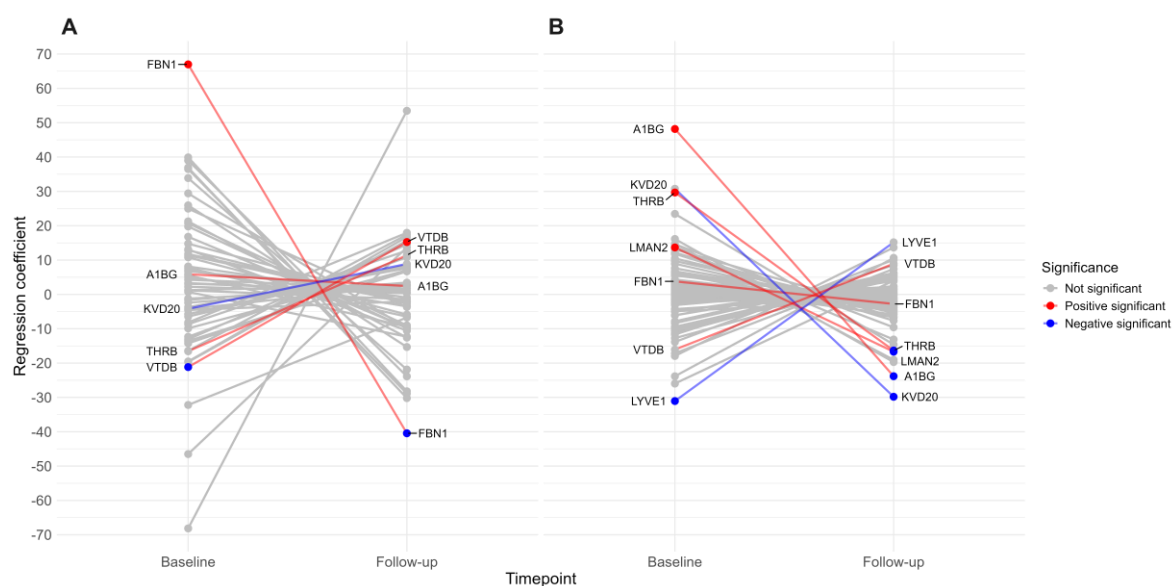 A
B
Regression coefficient
70
60
50
40
30
20
10
0
-10
-20
-30
-40
-50
-60
-70
FBN1
A1BG
KVD20
THRB
VTDB
VTDB
THRB
KVD20
A1BG
FBN1
A1BG
KVD20
THRB
LMAN2
FBN1
VTDB
LYVE1
LYVE1
VTDB
FBN1
THRB
LMAN2
A1BG
KVD20
Baseline
Follow-up
Baseline
Follow-up
Timepoint
Significance
Not significant
Positive significant
Negative significant